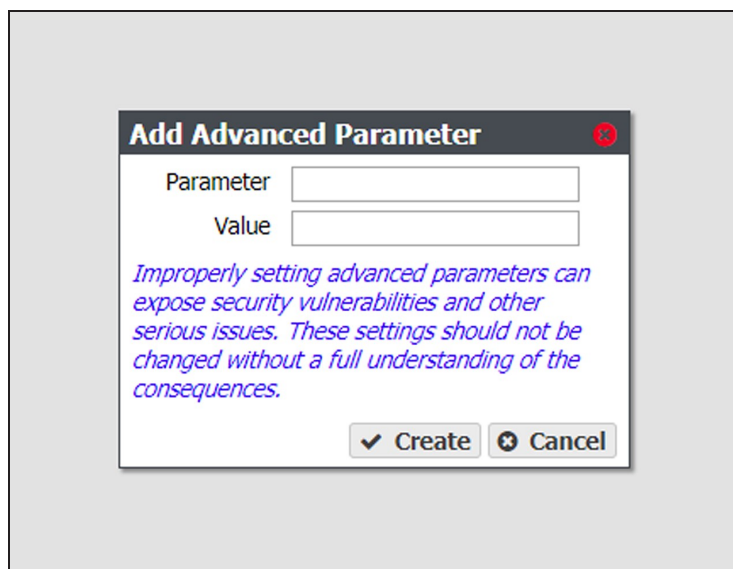 Add Advanced Parameter
Parameter
Value
Improperly setting advanced parameters can
expose security vulnerabilities and other
serious issues. These settings should not be
changed without a full understanding of the
consequences.
Create Cancel